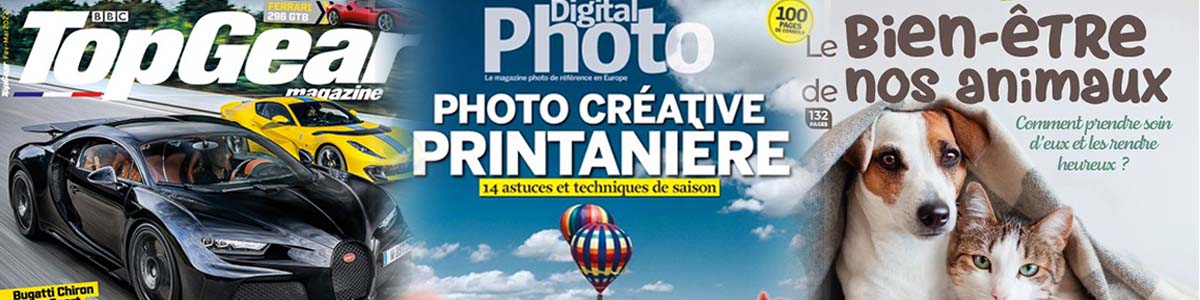 BBC
TopGear
magazine
FERRARI
296 GTB
Bugatti Chiron
Digital
Photo
Le magazine photo de référence en Europe
100
PAGES
DE CONSEILS
PHOTO CRÉATIVE
PRINTANIÈRE
14 astuces et techniques de saison
Le BIEN-ÊTRE
de nos animaux
132
PAGES
Comment prendre soin
d'eux et les rendre
heureux ?